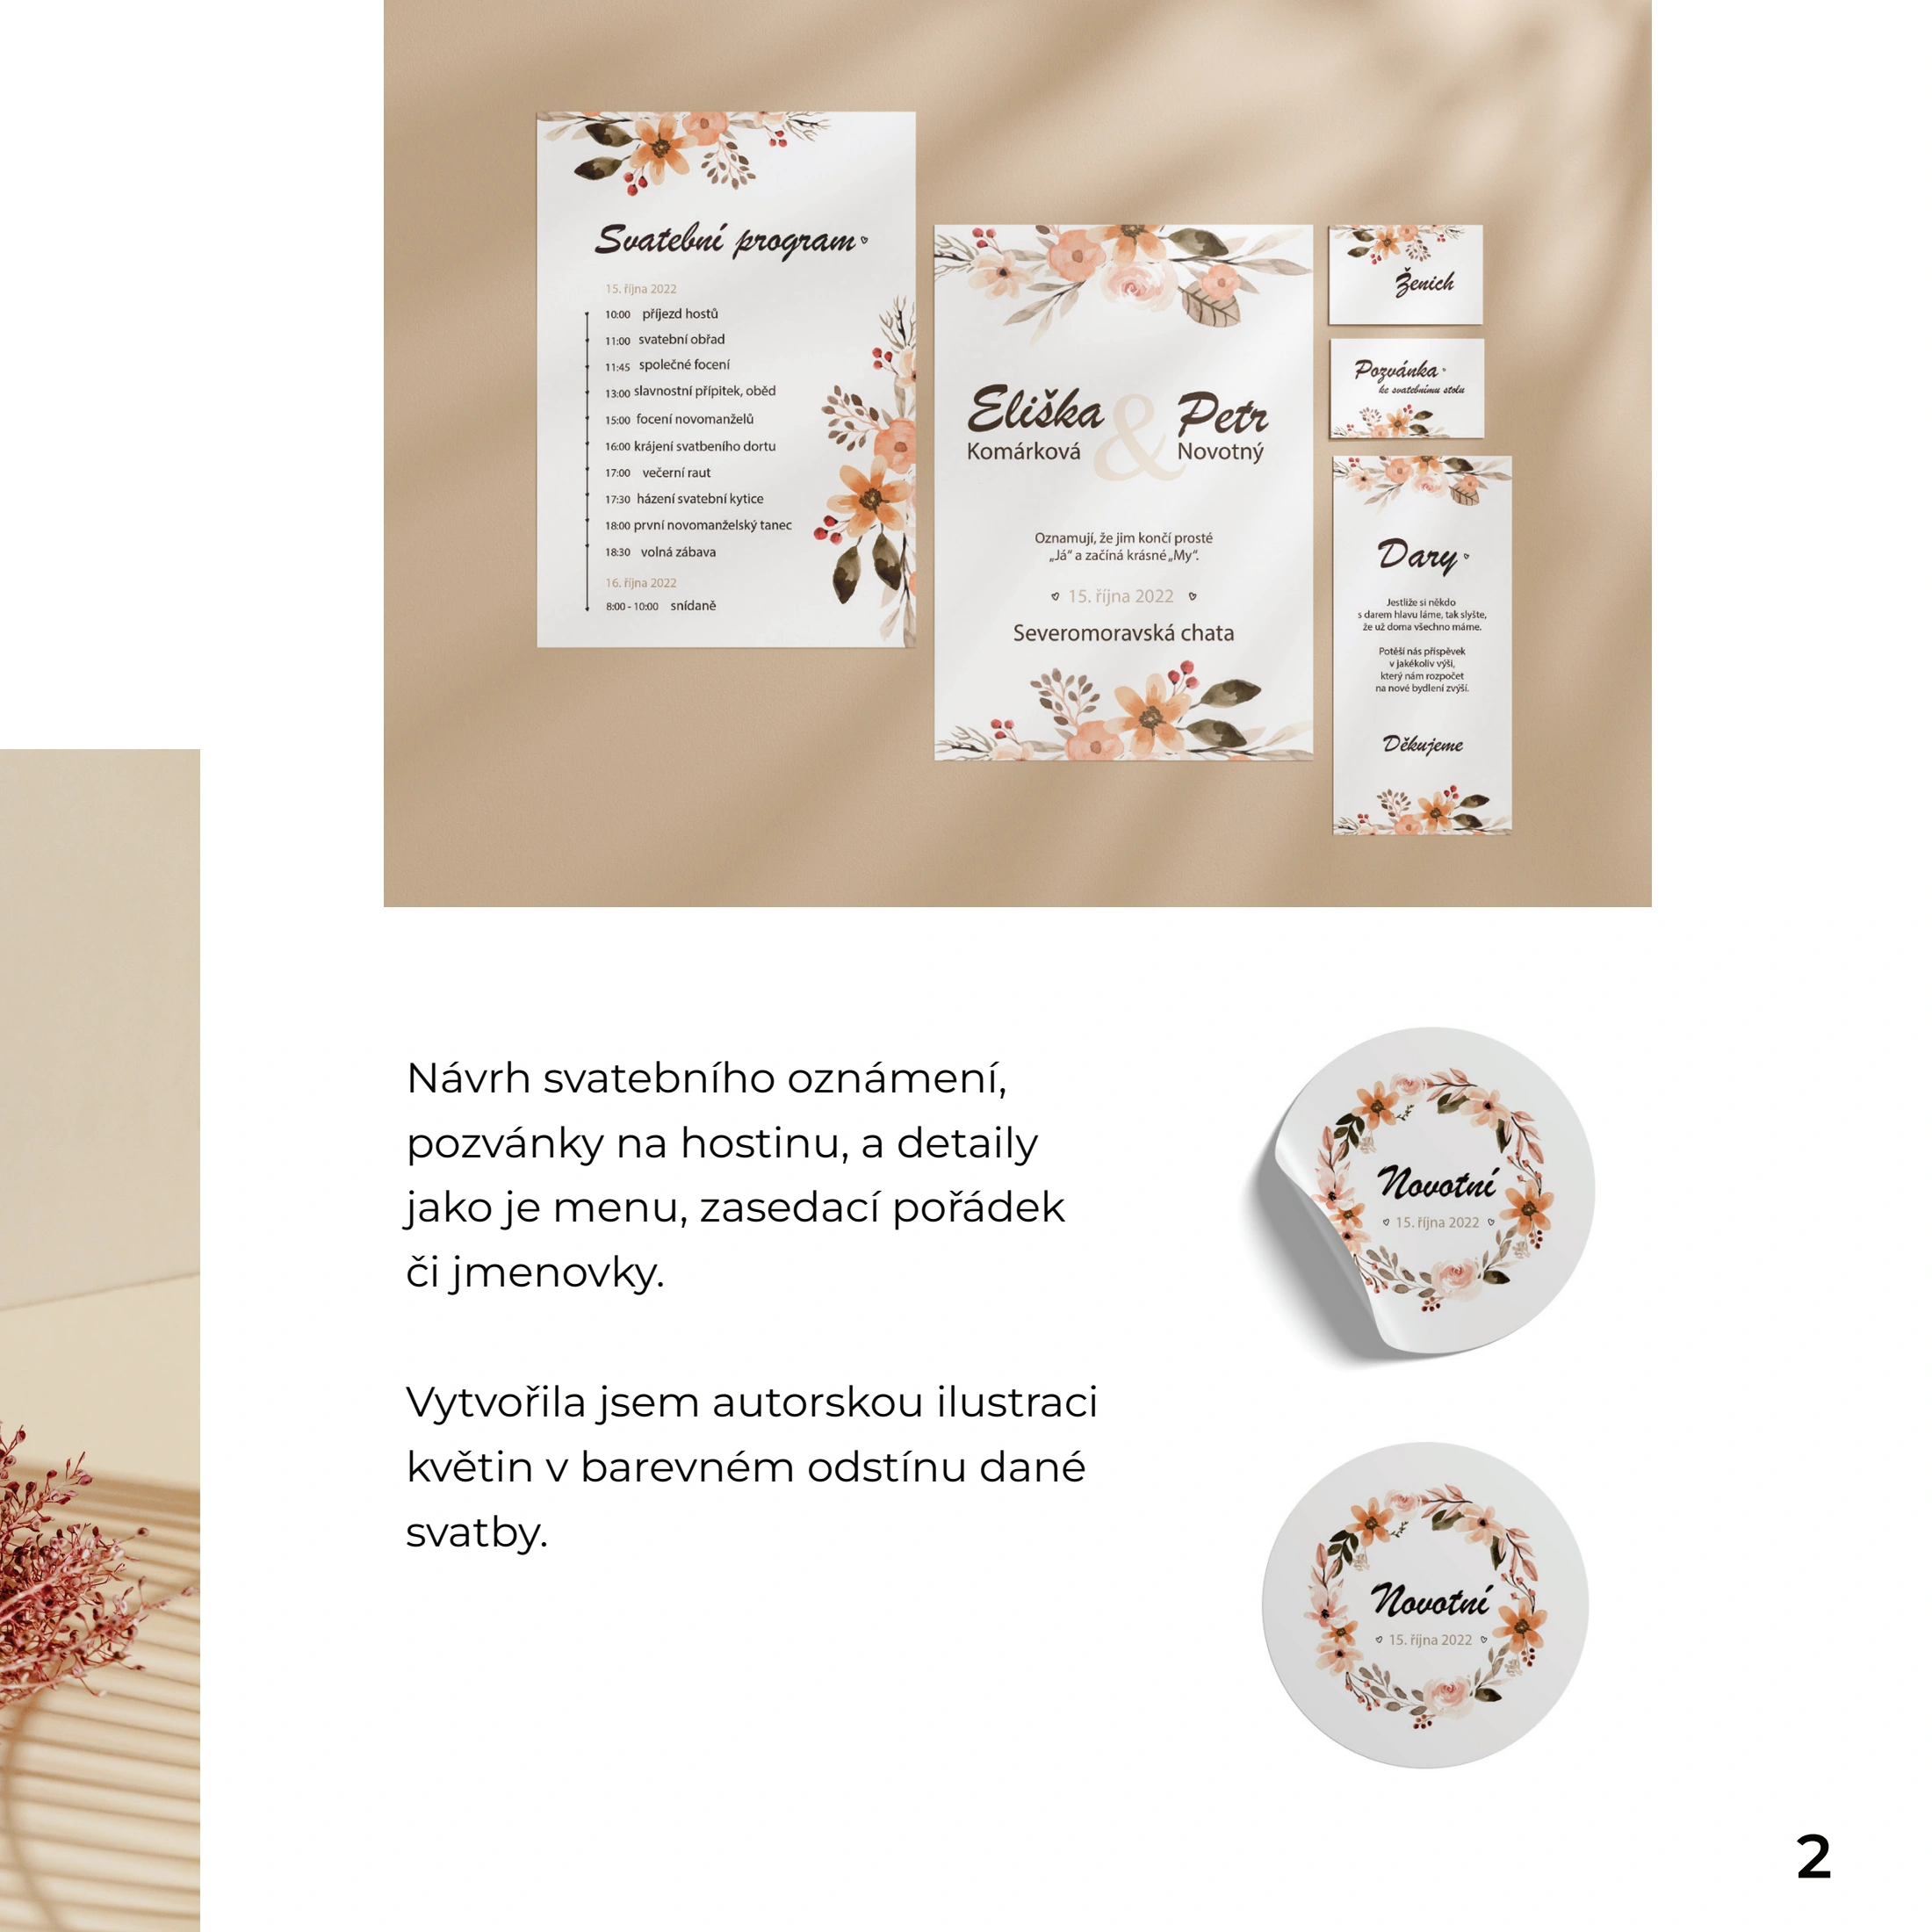 Svatební program
15. října 2022
10:00 příjezd hostů
11:00 svatební obřad
11:45 společné focení
13:00 slavnostní přípitek, oběd
15:00 focení novomanželů
16:00 krájení svatbeního dortu
17:00 večerní raut
17:30 házení svatební kytice
18:00 první novomanželský tanec
18:30 volná zábava
16. října 2022
8:00 - 10:00 snídaně
Eliška & Petr
Komárková Novotný
Oznamují, že jim končí prosté
„Já“ a začíná krásné „My“.
15. října 2022
Severomoravská chata
Ženich
Pozvánka
ke svatebnímu stolu
Dary
Jestliže si někdo
s darem hlavu láme, tak slyšte,
že už doma všechno máme.
Potěší nás příspěvek
v jakékoliv výši,
který nám rozpočet
na nové bydlení zvýší.
Děkujeme
Návrh svatebního oznámení,
pozvánky na hostinu, a detaily
jako je menu, zasedací pořádek
či jmenovky.
Vytvořila jsem autorskou ilustraci
květin v barevném odstínu dané
svatby.
Novotní
15. října 2022
Novotní
15. října 2022
2